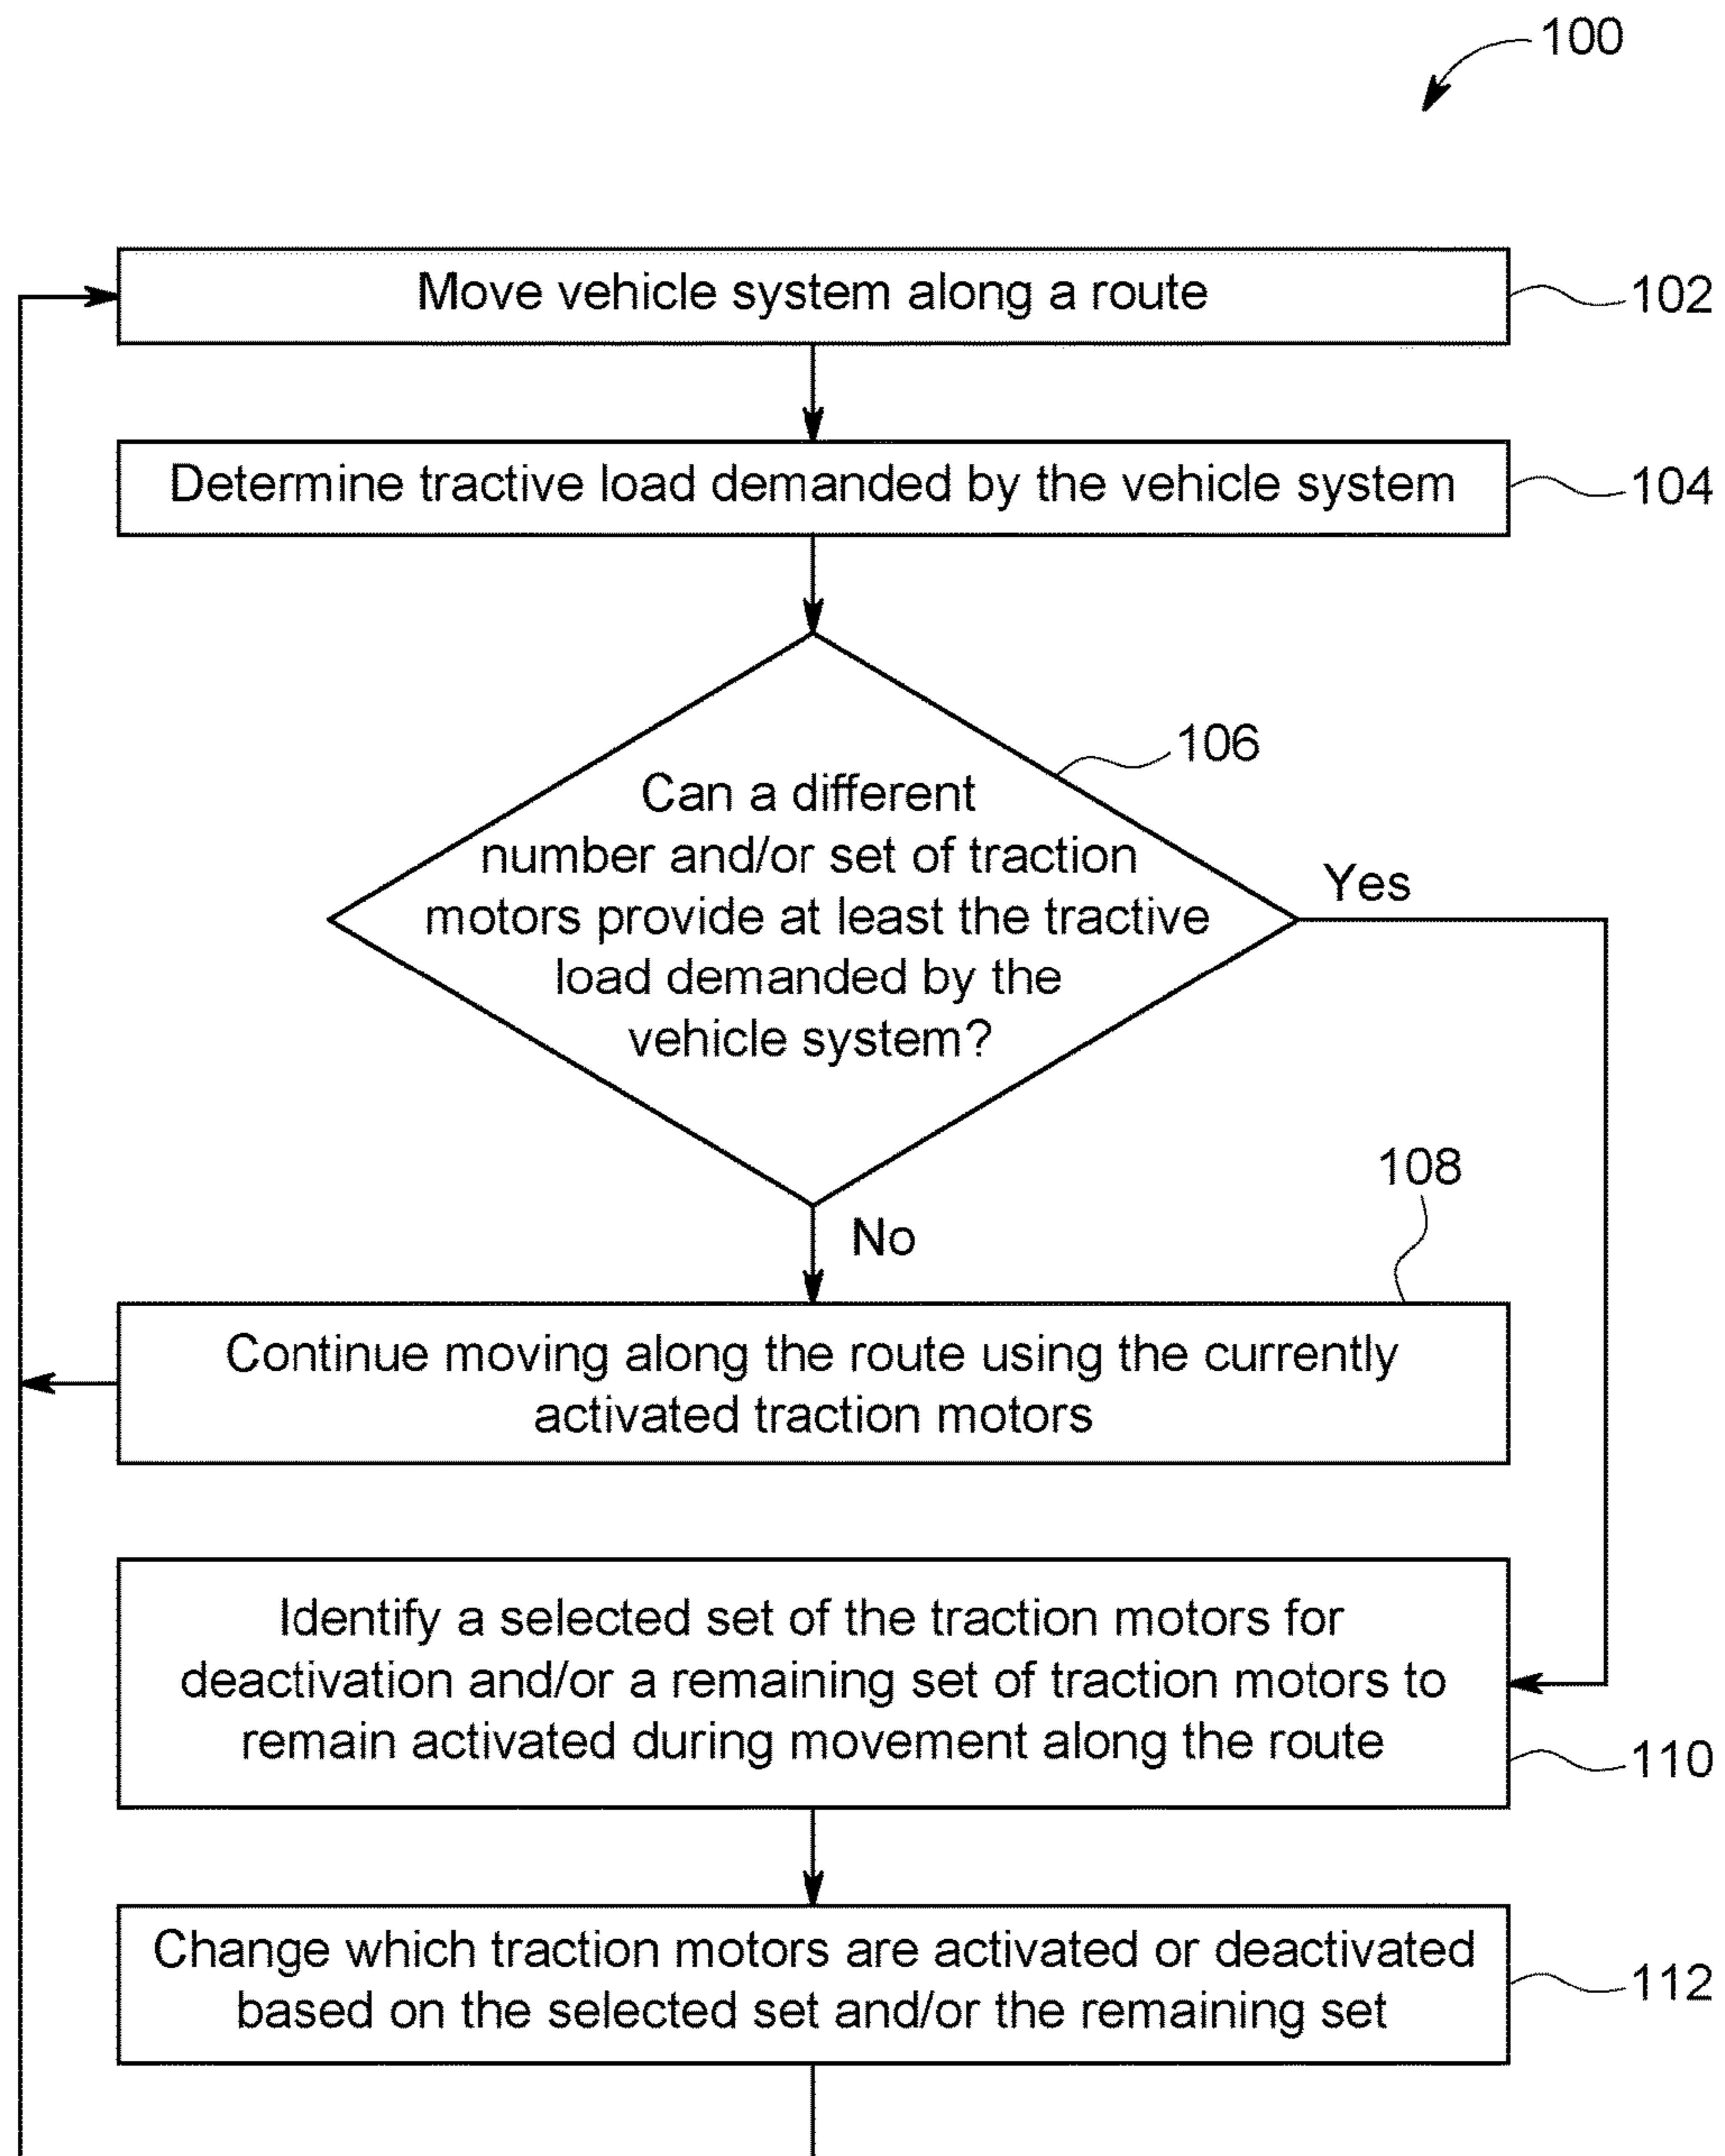 100
Move vehicle system along a route
102
Determine tractive load demanded by the vehicle system
104
106
Can a different
number and/or set of traction
motors provide at least the tractive
load demanded by the
vehicle system?
Yes
No
108
Continue moving along the route using the currently
activated traction motors
Identify a selected set of the traction motors for
deactivation and/or a remaining set of traction motors to
remain activated during movement along the route
110
Change which traction motors are activated or deactivated
based on the selected set and/or the remaining set
112